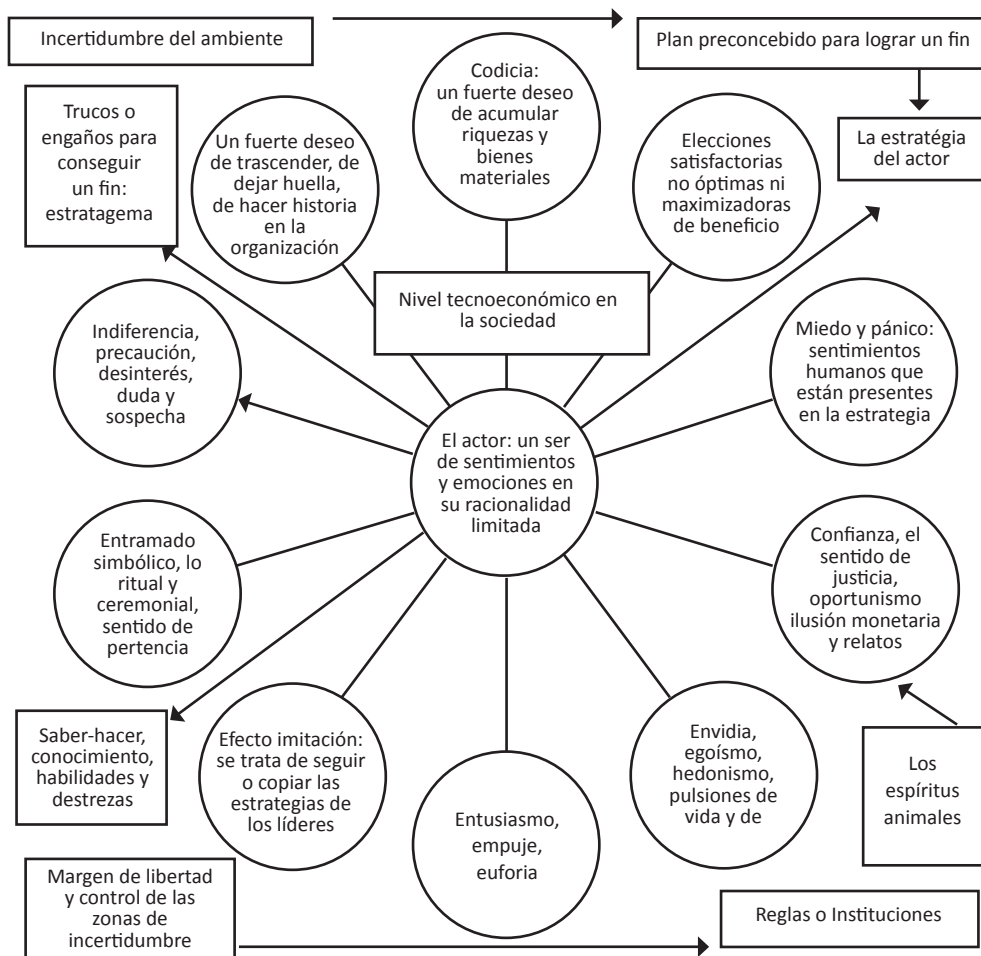 Incertidumbre del ambiente
Plan preconcebido para lograr un fin
Trucos o
engaños para
conseguir
un fin:
estratagema
Un fuerte deseo
de trascender, de
dejar huella,
de hacer historia
en la
organización
Codicia:
un fuerte deseo
de acumular
riquezas y
bienes
materiales
Elecciones
satisfactorias
no óptimas ni
maximizadoras
de beneficio
La estratégia
del actor
Nivel tecnoeconómico en
la sociedad
Indiferencia,
precaución,
desinterés,
duda y
sospecha
Miedo y pánico:
sentimientos
humanos que
están presentes
en la estrategia
El actor: un ser
de sentimientos
y emociones en
su racionalidad
limitada
Entramado
simbólico, lo
ritual y
ceremonial,
sentido de
pertencia
Confianza, el
sentido de
justicia,
oportunismo
ilusión monetaria
y relatos
Saber-hacer,
conocimiento,
habilidades y
destrezas
Efecto imitación:
se trata de seguir
o copiar las
estrategias de
los líderes
Entusiasmo,
empuje,
euforia
Envidia,
egoísmo,
hedonismo,
pulsiones de
vida y de
Los
espíritus
animales
Margen de libertad
y control de las
zonas de
incertidumbre
Reglas o Instituciones